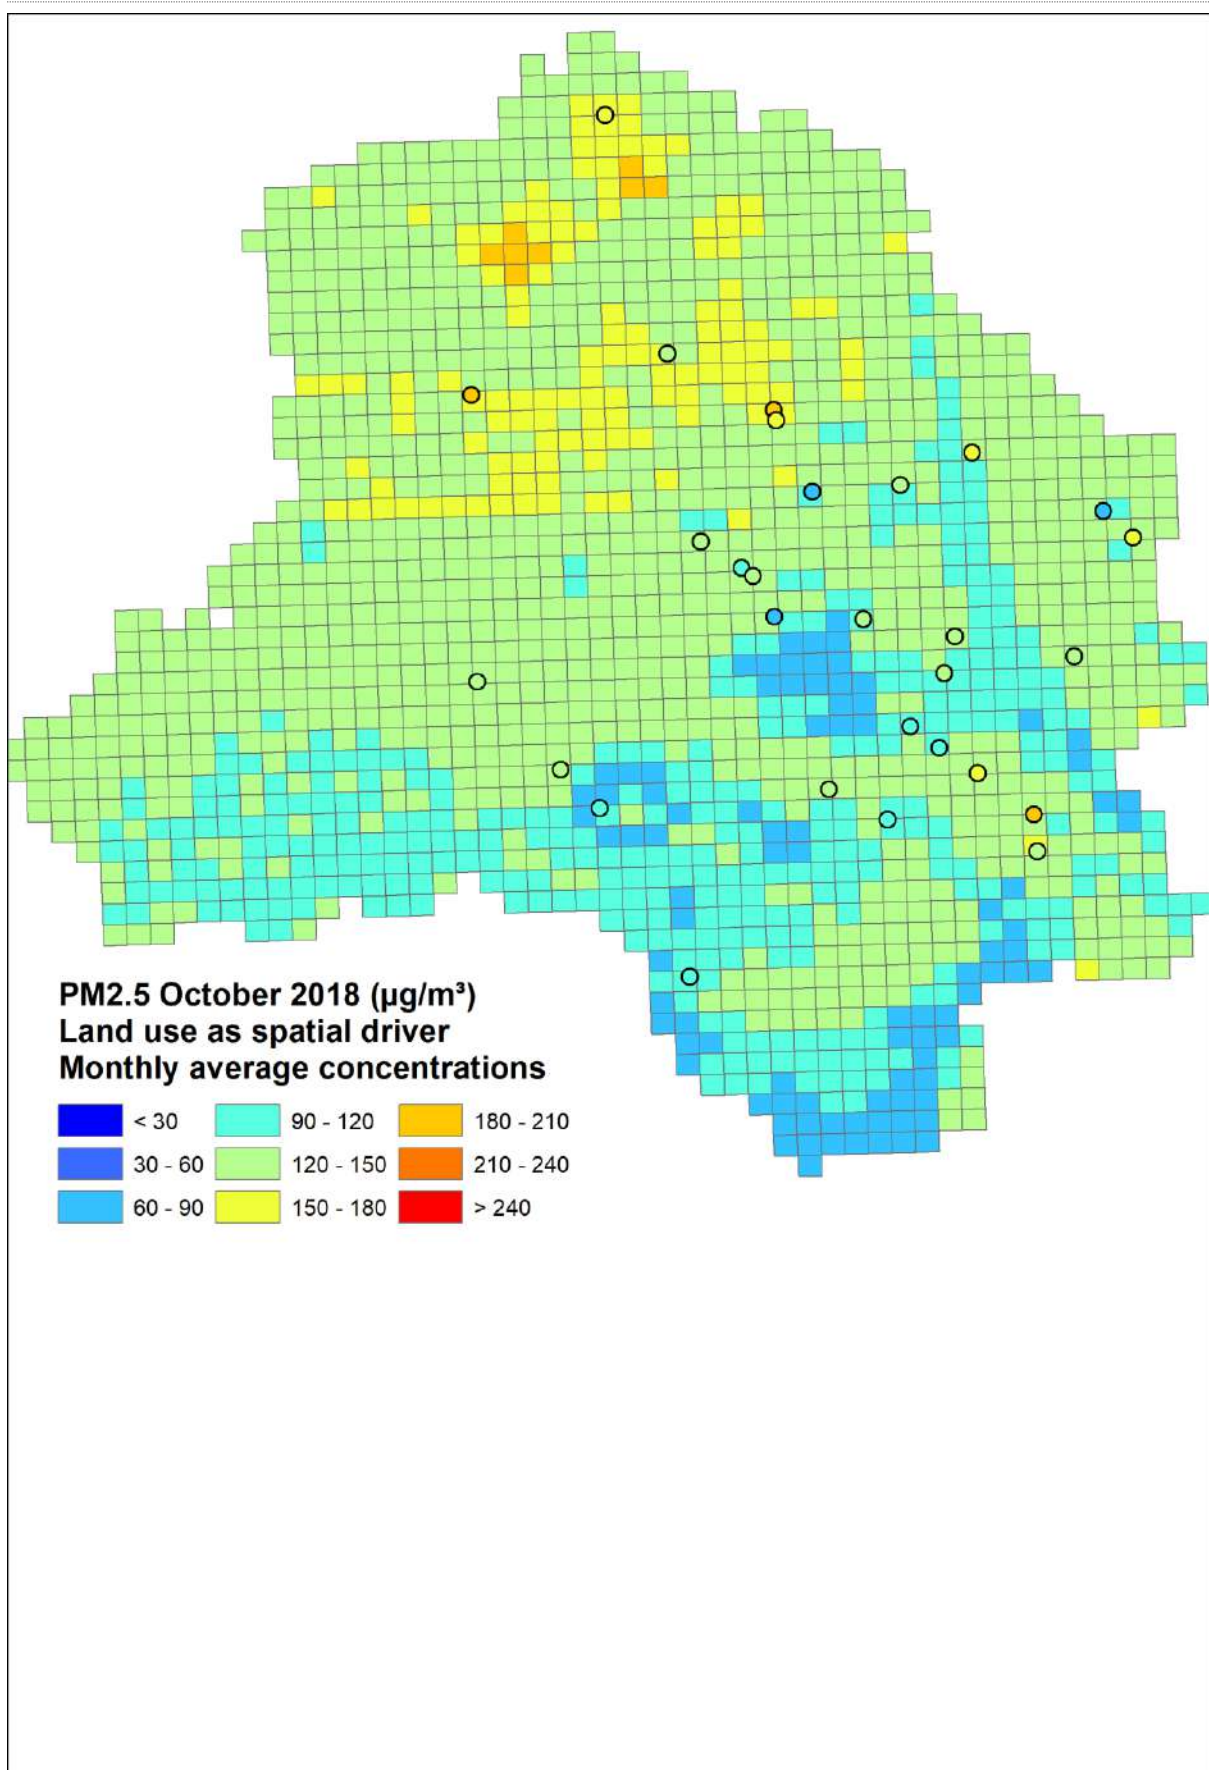 PM2.5 October 2018 (µg/m³)
Land use as spatial driver
Monthly average concentrations
< 30 90 - 120 180 - 210
30 - 60 120 - 150 210 - 240
60 - 90 150 - 180 > 240